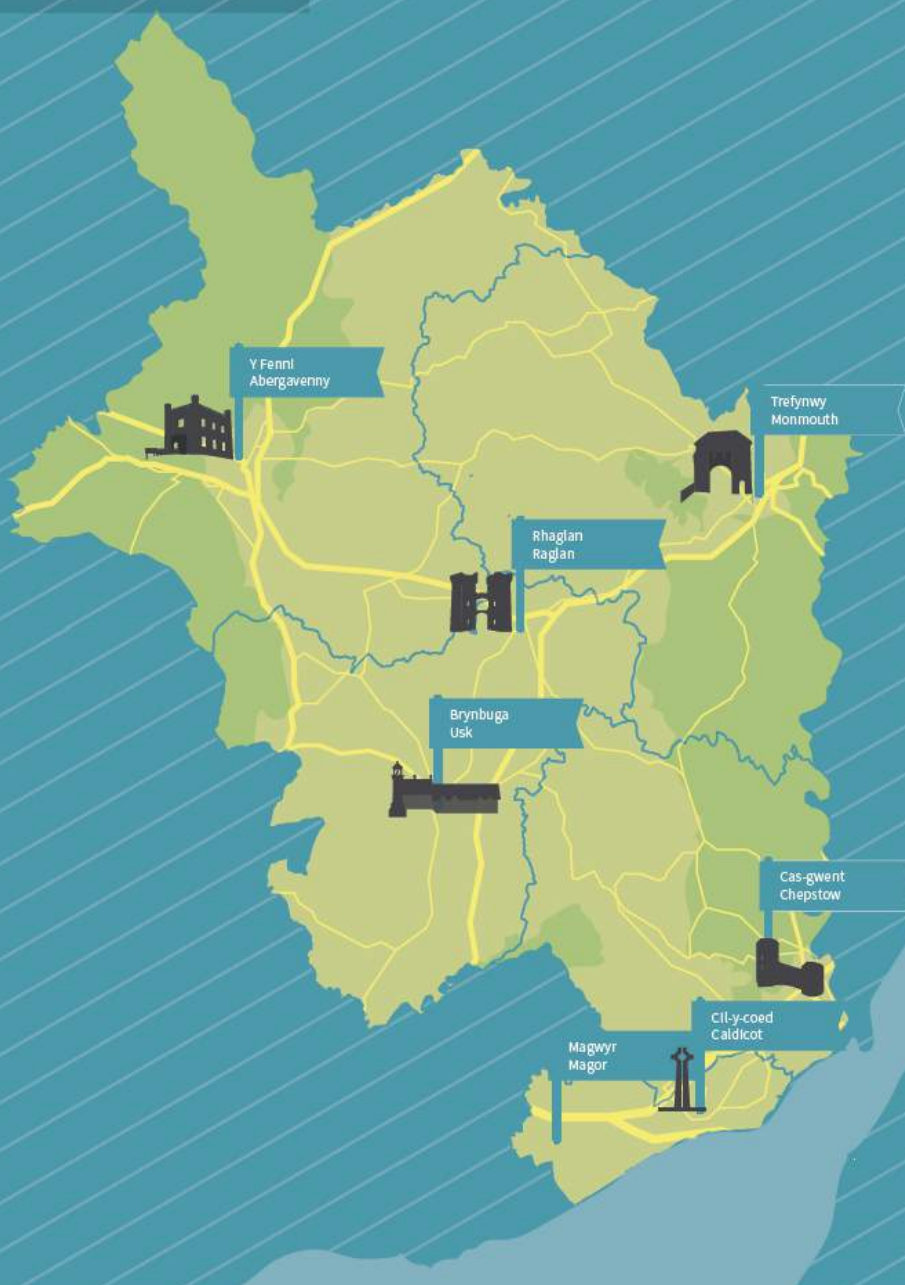 Y Fenni
Abergavenny
Trefynwy
Monmouth
Rhaglan
Raglan
Brynbuga
Usk
Cas-gwent
Chepstow
Cil-y-coed
Caldicot
Magwyr
Magor